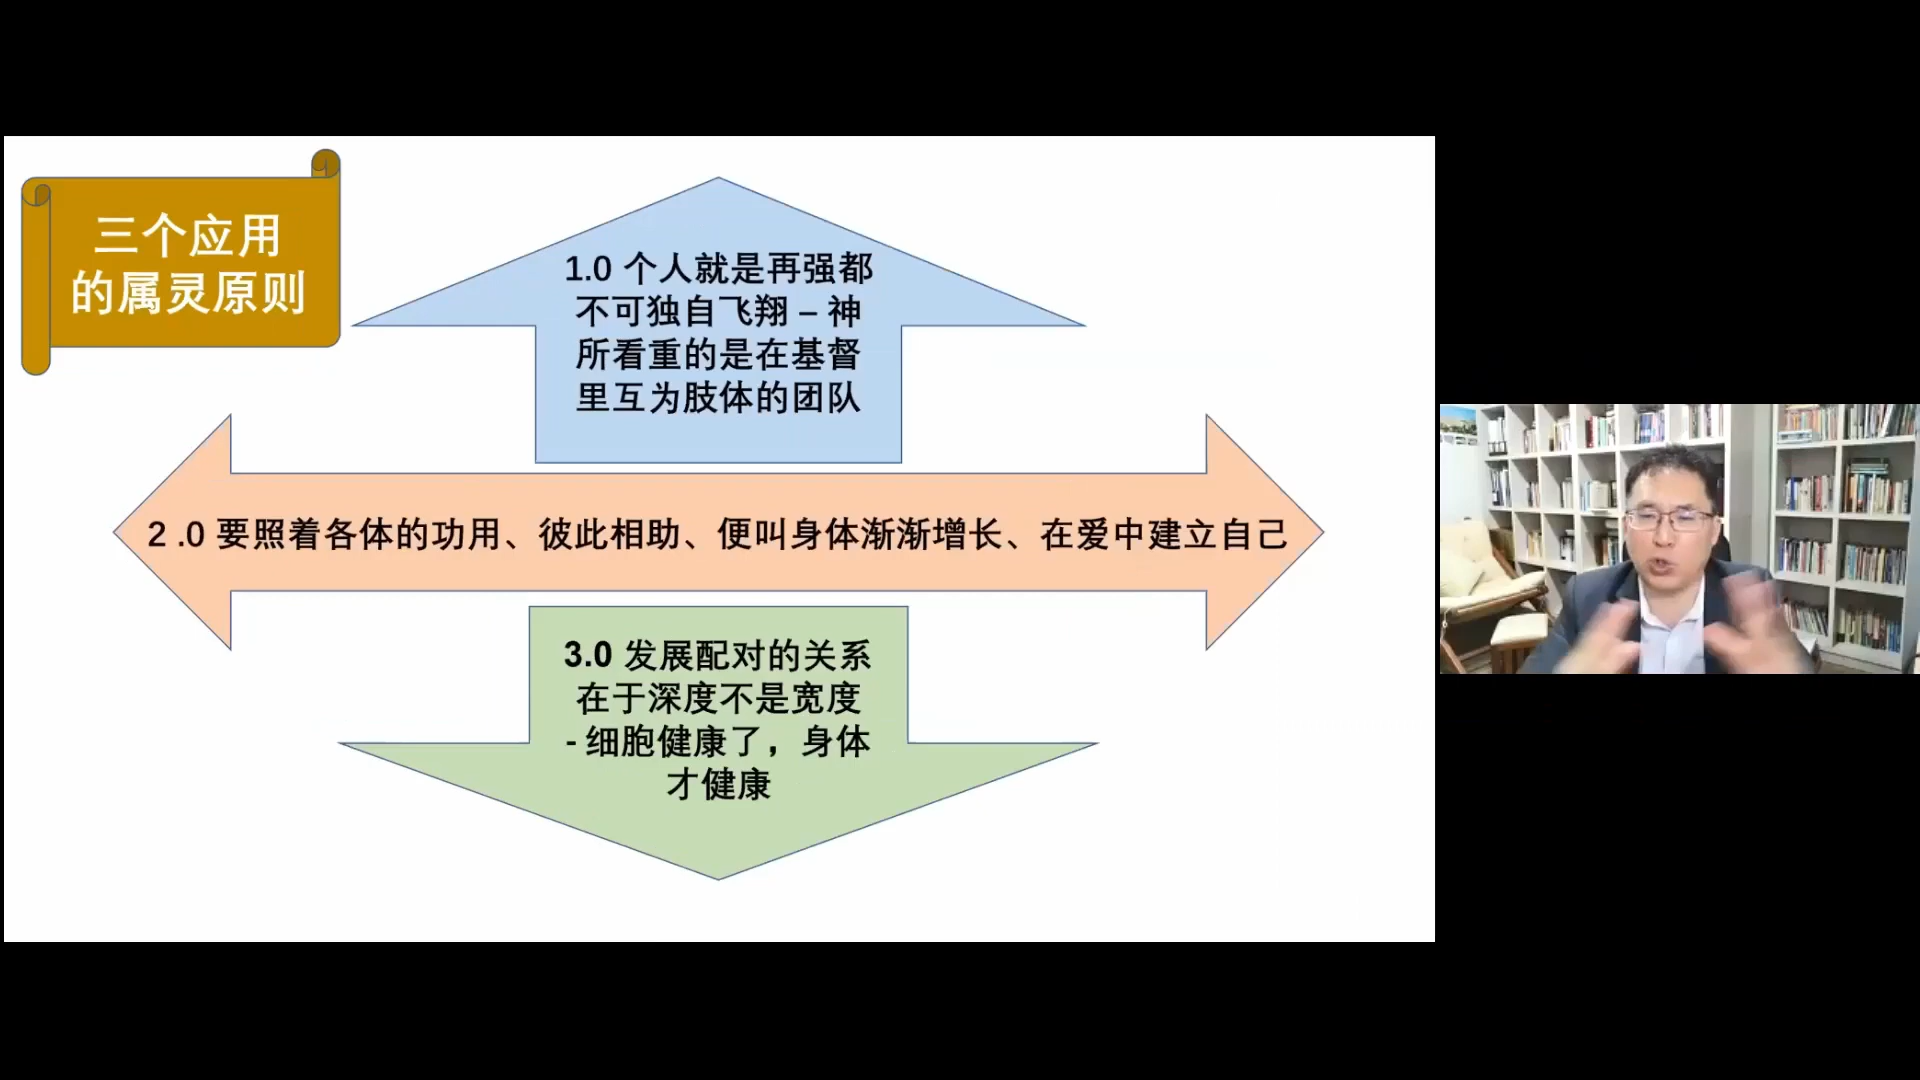 三个应用
的属灵原则
1.0 个人就是再强都
不可独自飞翔 – 神
所看重的是在基督
里互为肢体的团队
2 .0 要照着各体的功用、彼此相助、便叫身体渐渐增长、在爱中建立自己
3.0 发展配对的关系
在于深度不是宽度
- 细胞健康了，身体
才健康